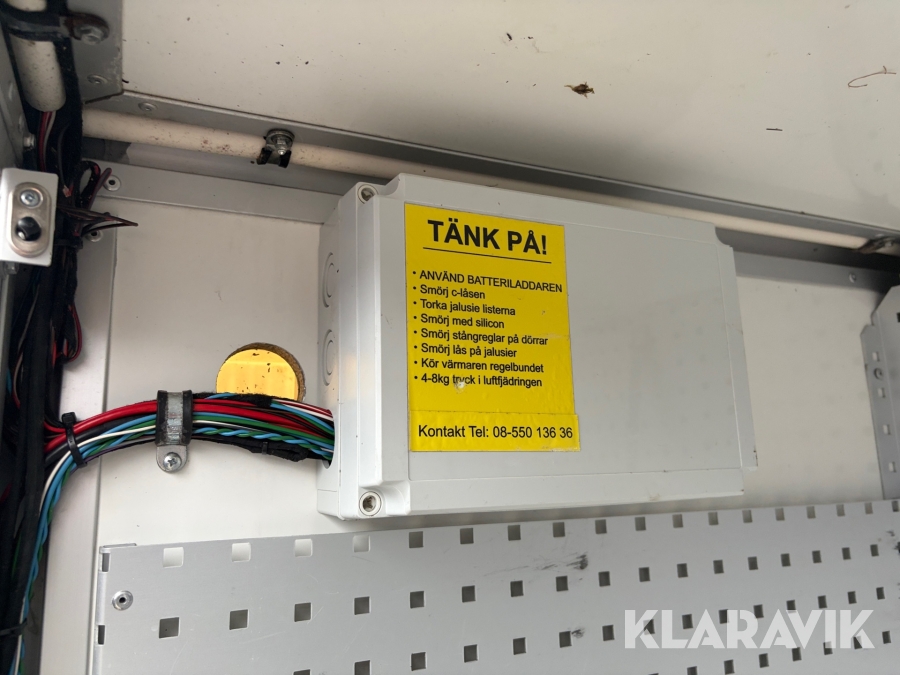 TÄNK PÅ!
• ANVÄND BATTERILADDAREN
• Smörj c-låsen
• Torka jalusie listerna
• Smörj med silicon
• Smörj stångreglar på dörrar
• Smörj lås på jalusier
• Kör värmaren regelbundet
• 4-8kg tryck i luftfjädringen
Kontakt Tel: 08-550 136 36
KLARAVIK